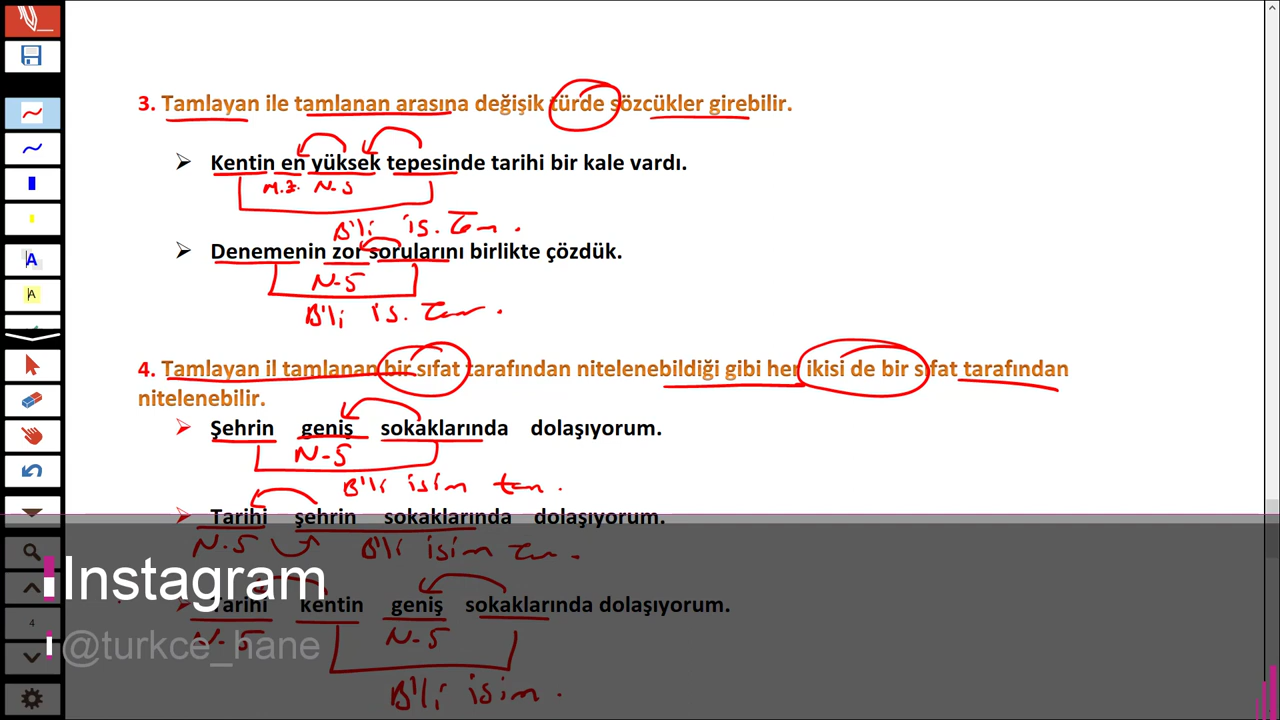 3. Tamlayan ile tamlanan arasına değişik türde sözcükler girebilir.
Kentin en yüksek tepesinde tarihi bir kale vardı.
M.Z. N-S
B'li is. Tam.
Denemenin zor sorularını birlikte çözdük.
N-S
B'li is. Tam.
4. Tamlayan il tamlanan bir sıfat tarafından nitelenebildiği gibi her ikisi de bir sıfat tarafından
nitelenebilir.
Şehrin geniş sokaklarında dolaşıyorum.
N-S
B'li isim tam.
Tarihi şehrin sokaklarında dolaşıyorum.
N-S B'li isim Tam.
Instagram
Tarihi kentin geniş sokaklarında dolaşıyorum.
N-S N-S
@turkce_hane
B'li isim.
A
A
4